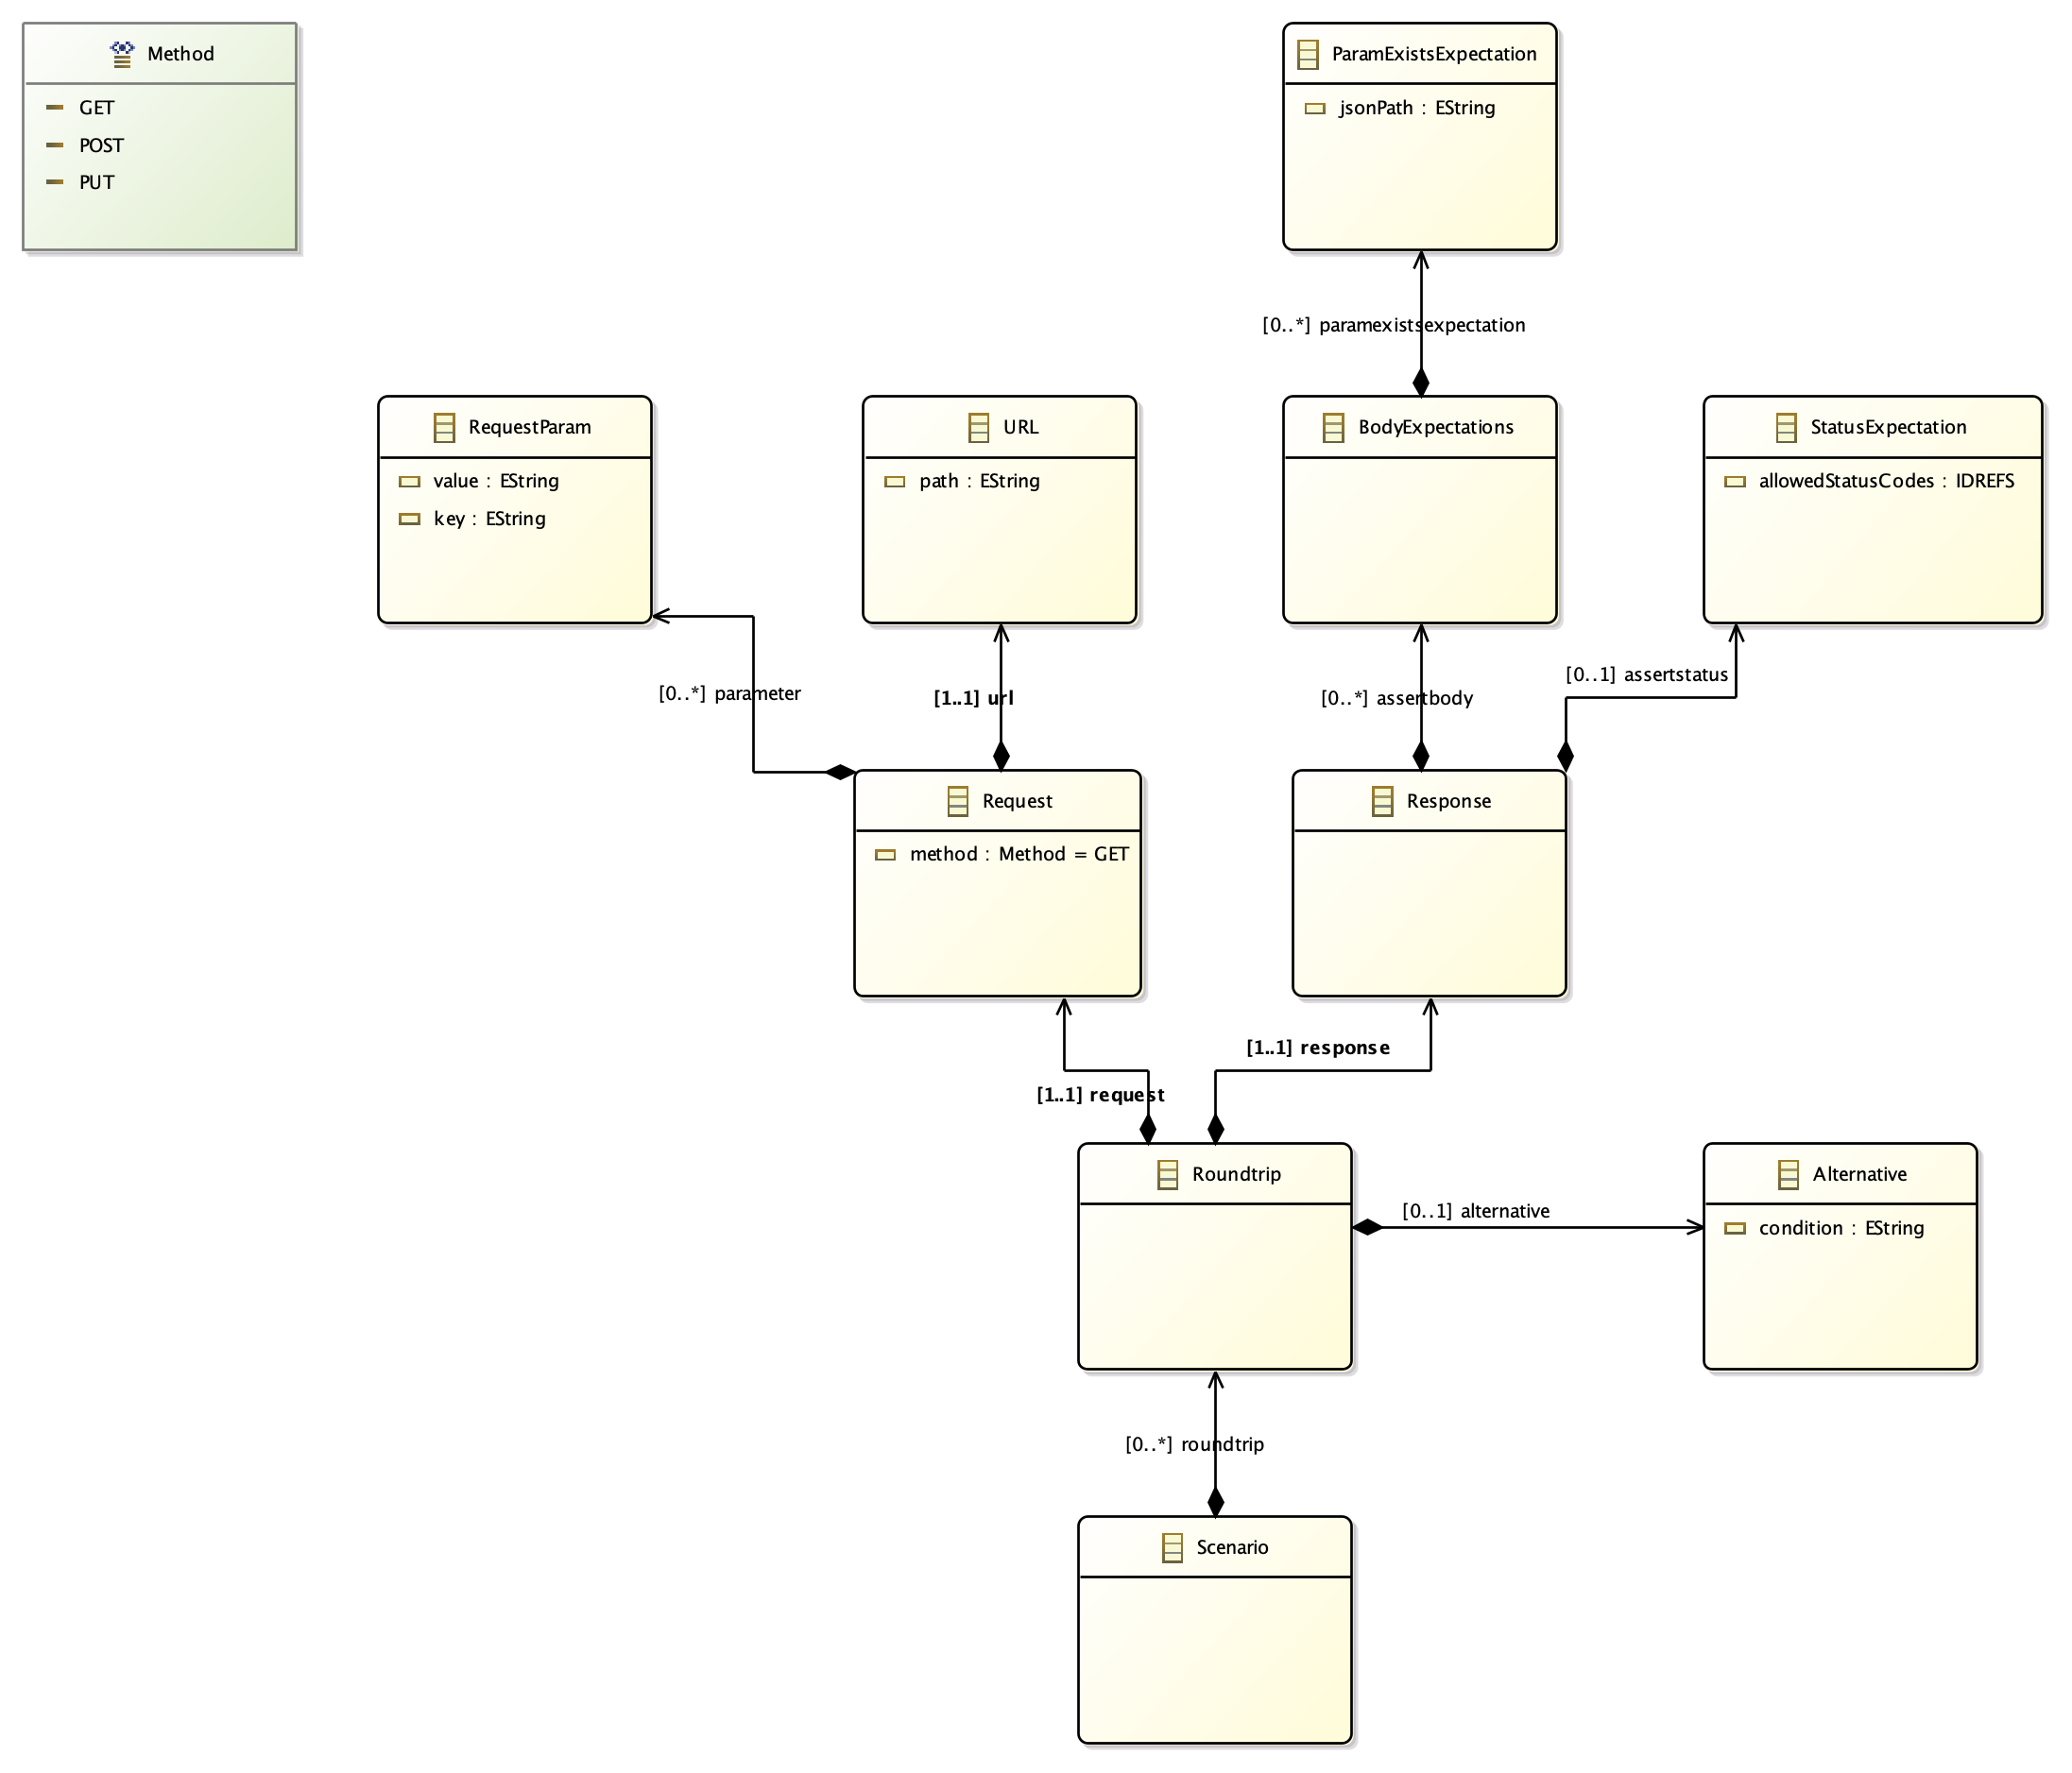 Method
GET
POST
PUT
ParamExistsExpectation
jsonPath : EString
[0..*] paramexistsexpectation
RequestParam
value : EString
key : EString
URL
path : EString
BodyExpectations
StatusExpectation
allowedStatusCodes : IDREFS
[0..*] parameter
[1..1] url
[0..*] assertbody
[0..1] assertstatus
Request
method : Method = GET
Response
[1..1] request
[1..1] response
Roundtrip
[0..1] alternative
Alternative
condition : EString
[0..*] roundtrip
Scenario